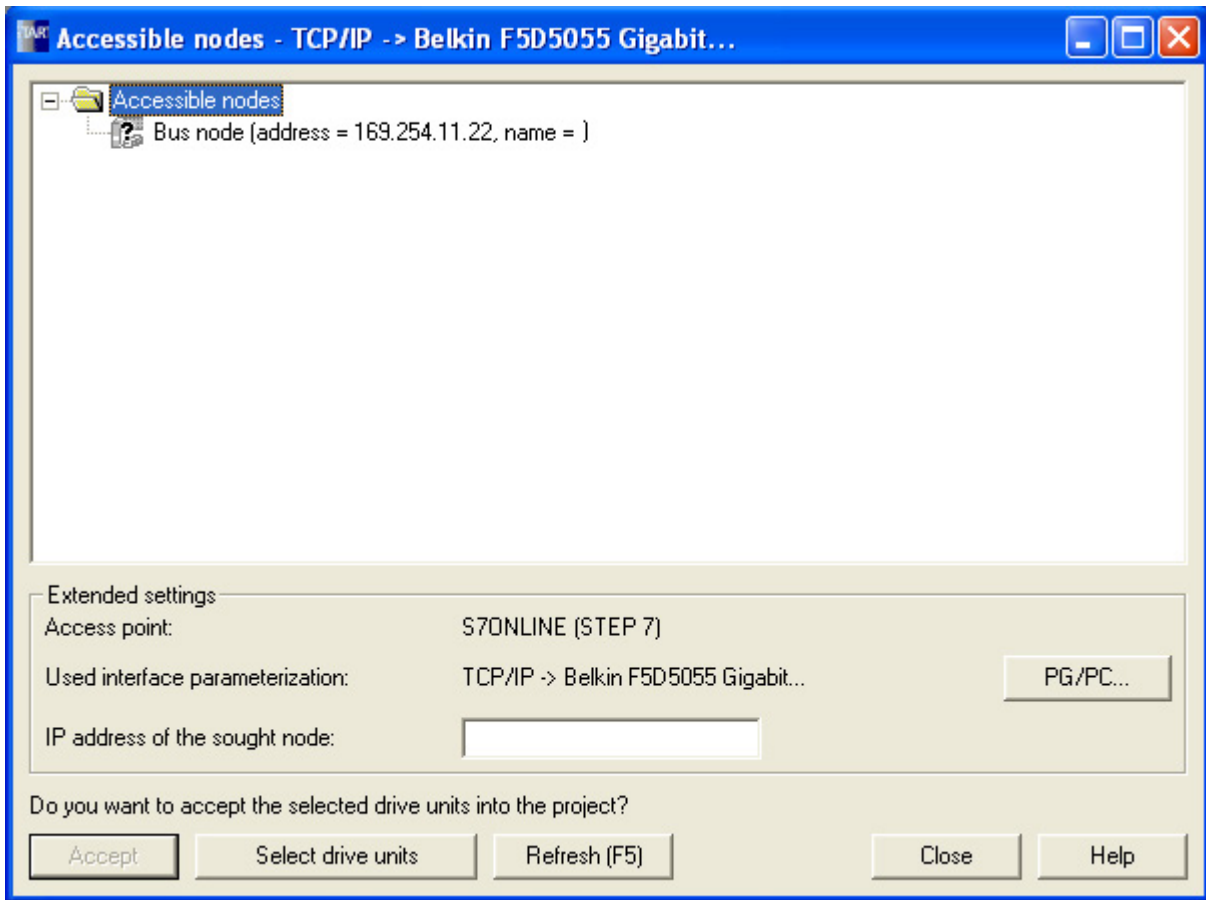 TAR
Accessible nodes - TCP/IP -> Belkin F5D5055 Gigabit...
Accessible nodes
Bus node (address = 169.254.11.22, name = )
Extended settings
Access point: S7ONLINE (STEP 7)
Used interface parameterization: TCP/IP -> Belkin F5D5055 Gigabit... PG/PC...
IP address of the sought node:
Do you want to accept the selected drive units into the project?
Accept Select drive units Refresh (F5) Close Help